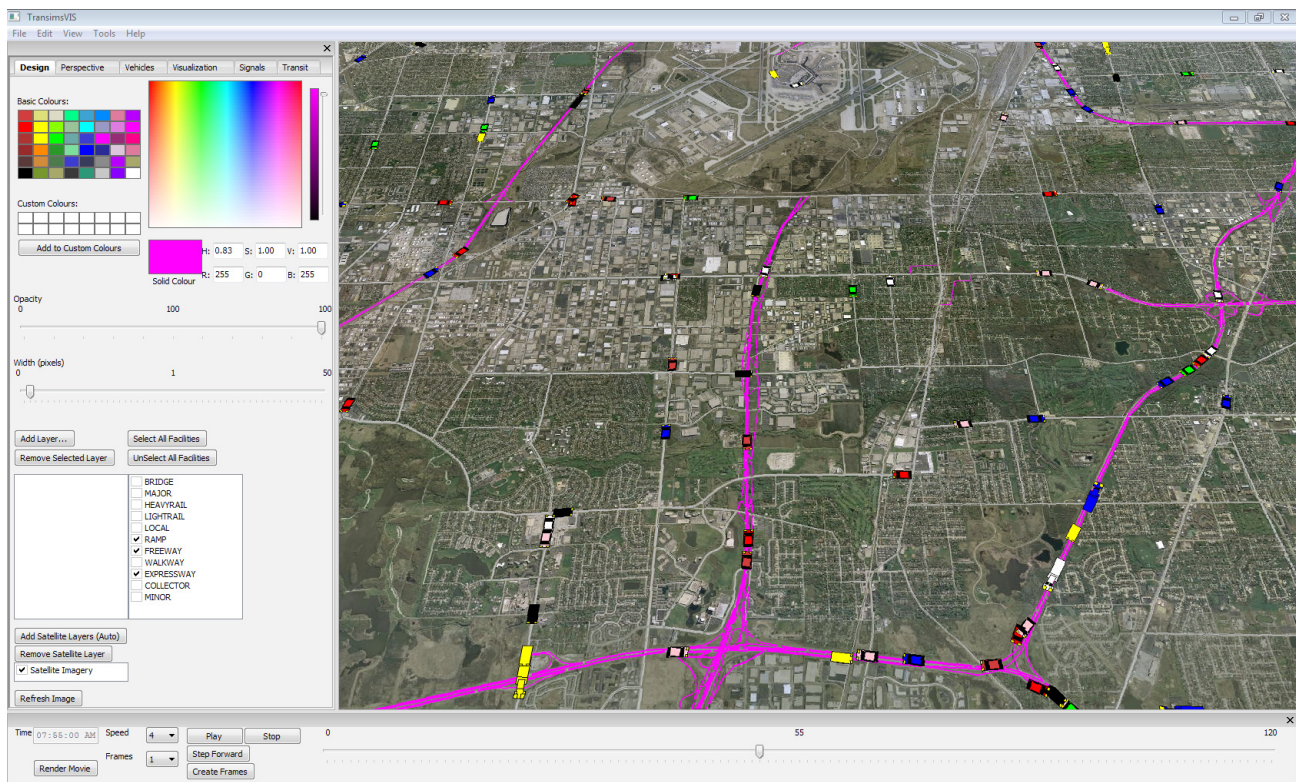 TransimsVIS
File Edit View Tools Help
Design Perspective Vehicles Visualization Signals Transit
Basic Colours:
Custom Colours:
Add to Custom Colours
H: 0.83 S: 1.00 V: 1.00
R: 255 G: 0 B: 255
Solid Colour
Opacity
0 100 100
Width (pixels)
0 1 50
Add Layer... Select All Facilities
Remove Selected Layer UnSelect All Facilities
BRIDGE
MAJOR
HEAVYRAIL
LIGHTRAIL
LOCAL
RAMP
FREEWAY
WALKWAY
EXPRESSWAY
COLLECTOR
MINOR
Add Satellite Layers (Auto)
Remove Satellite Layer
Satellite Imagery
Refresh Image
Time 07:55:00 AM Speed 4 Play Stop 0 55 120
Frames 1 Step Forward
Render Movie Create Frames